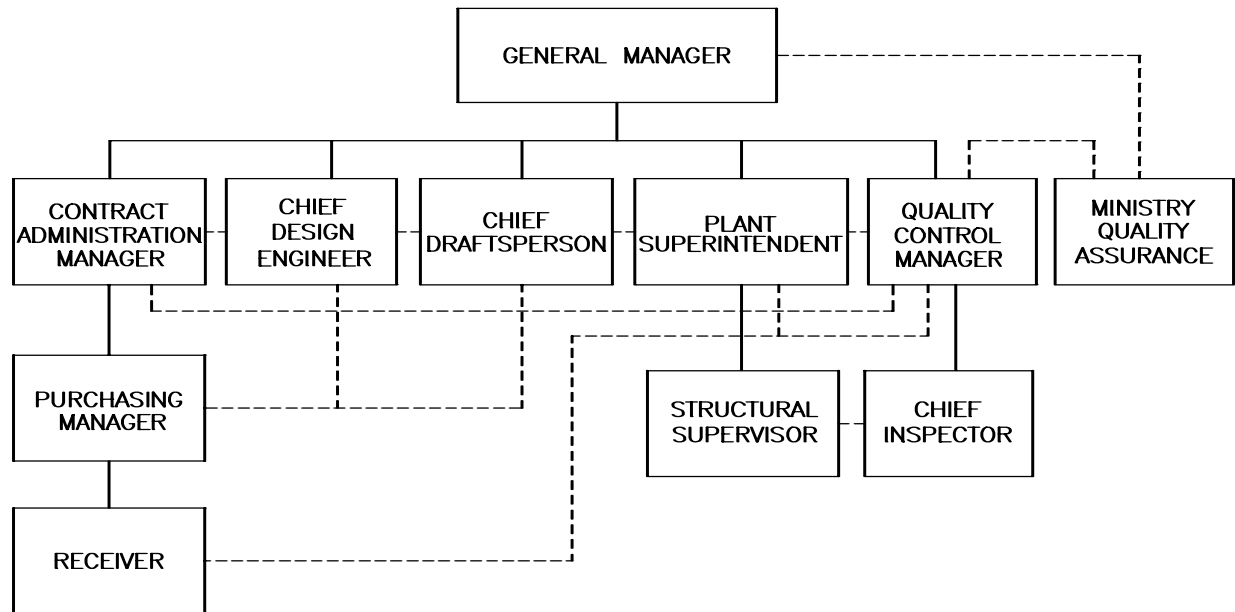 GENERAL MANAGER
CONTRACT
ADMINISTRATION
MANAGER
CHIEF
DESIGN
ENGINEER
CHIEF
DRAFTSPERSON
PLANT
SUPERINTENDENT
QUALITY
CONTROL
MANAGER
MINISTRY
QUALITY
ASSURANCE
PURCHASING
MANAGER
STRUCTURAL
SUPERVISOR
CHIEF
INSPECTOR
RECEIVER